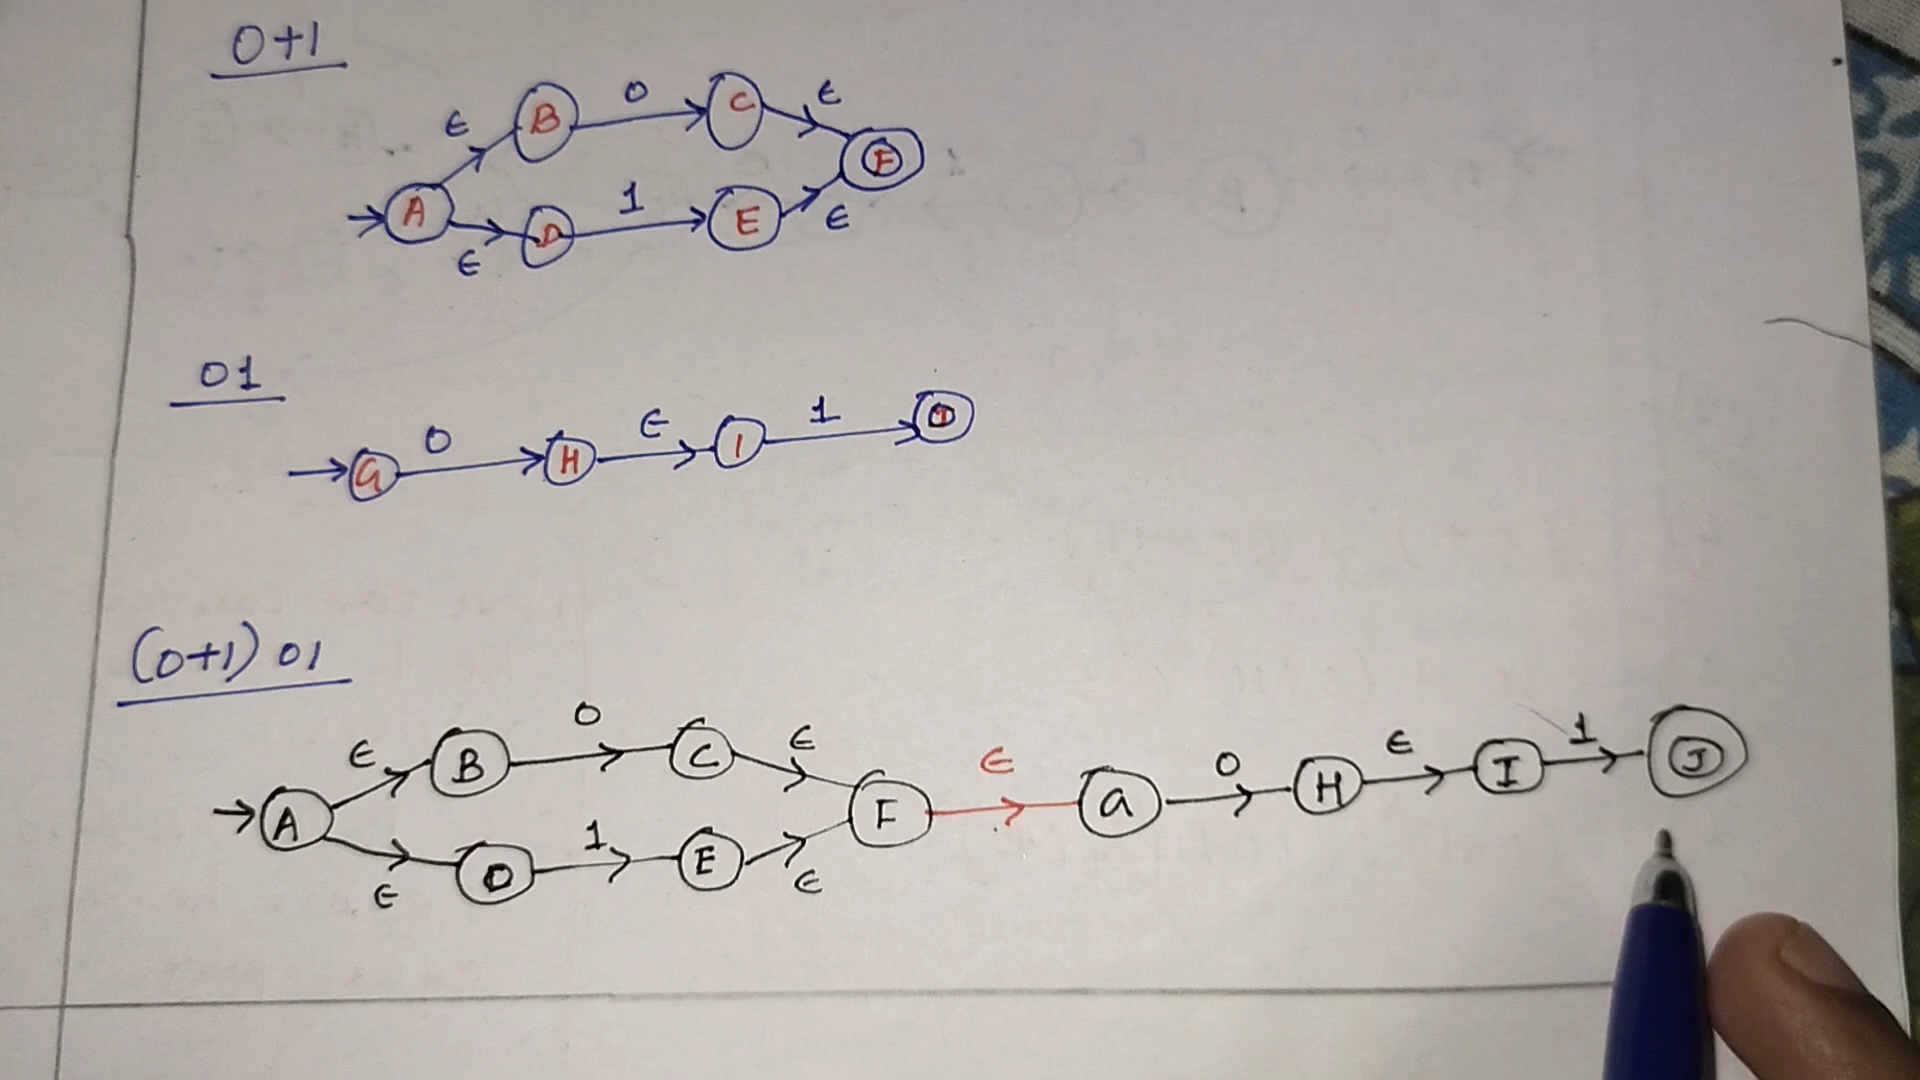 0+1
ϵ B 0 C ϵ
A F
ϵ D 1 E ϵ
01
G 0 H ϵ I 1 J
(0+1) 01
ϵ B 0 C ϵ
A F ϵ G 0 H ϵ I 1 J
ϵ D 1 E ϵ